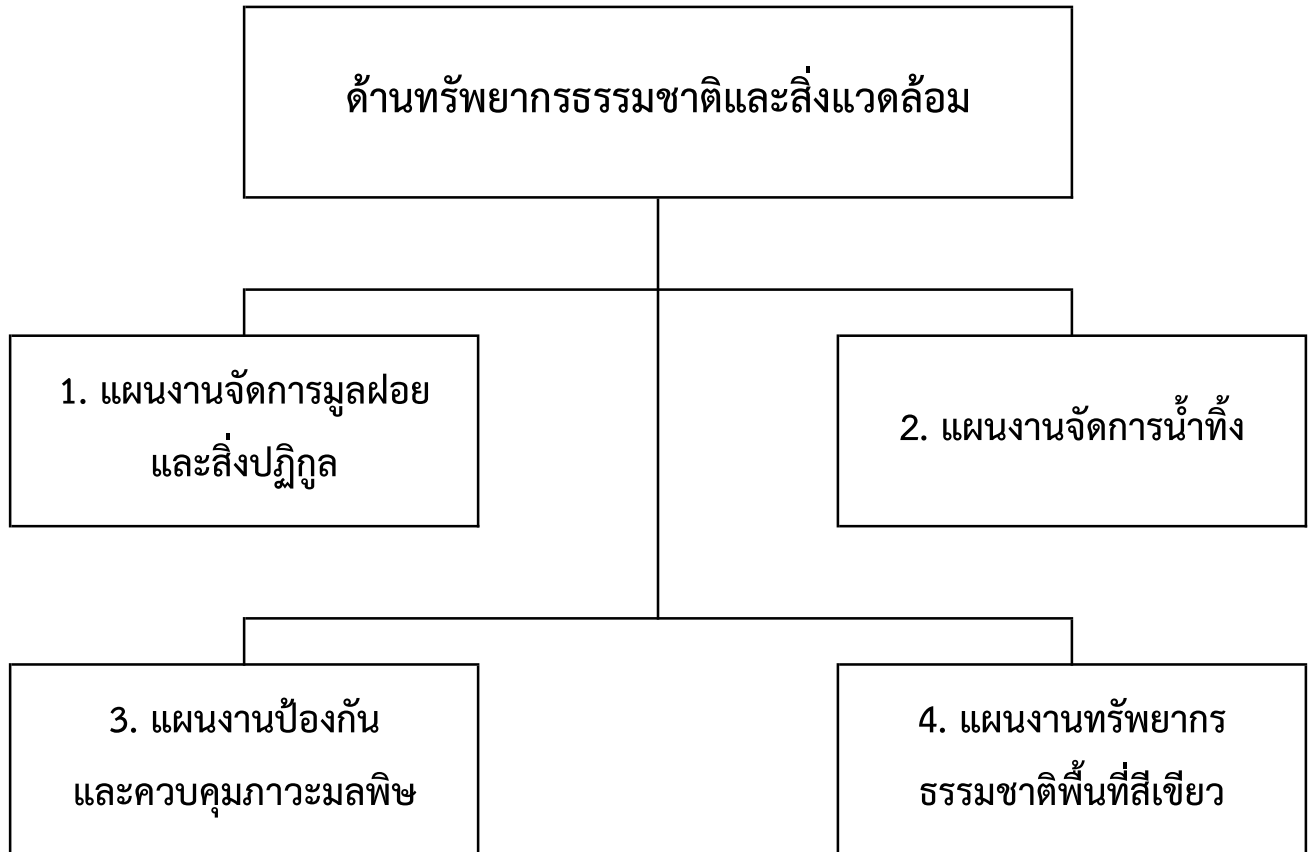 ด้านทรัพยากรธรรมชาติและสิ่งแวดล้อม
1. แผนงานจัดการมูลฝอย
และสิ่งปฏิกูล
2. แผนงานจัดการน้ำทิ้ง
3. แผนงานป้องกัน
และควบคุมภาวะมลพิษ
4. แผนงานทรัพยากร
ธรรมชาติพื้นที่สีเขียว